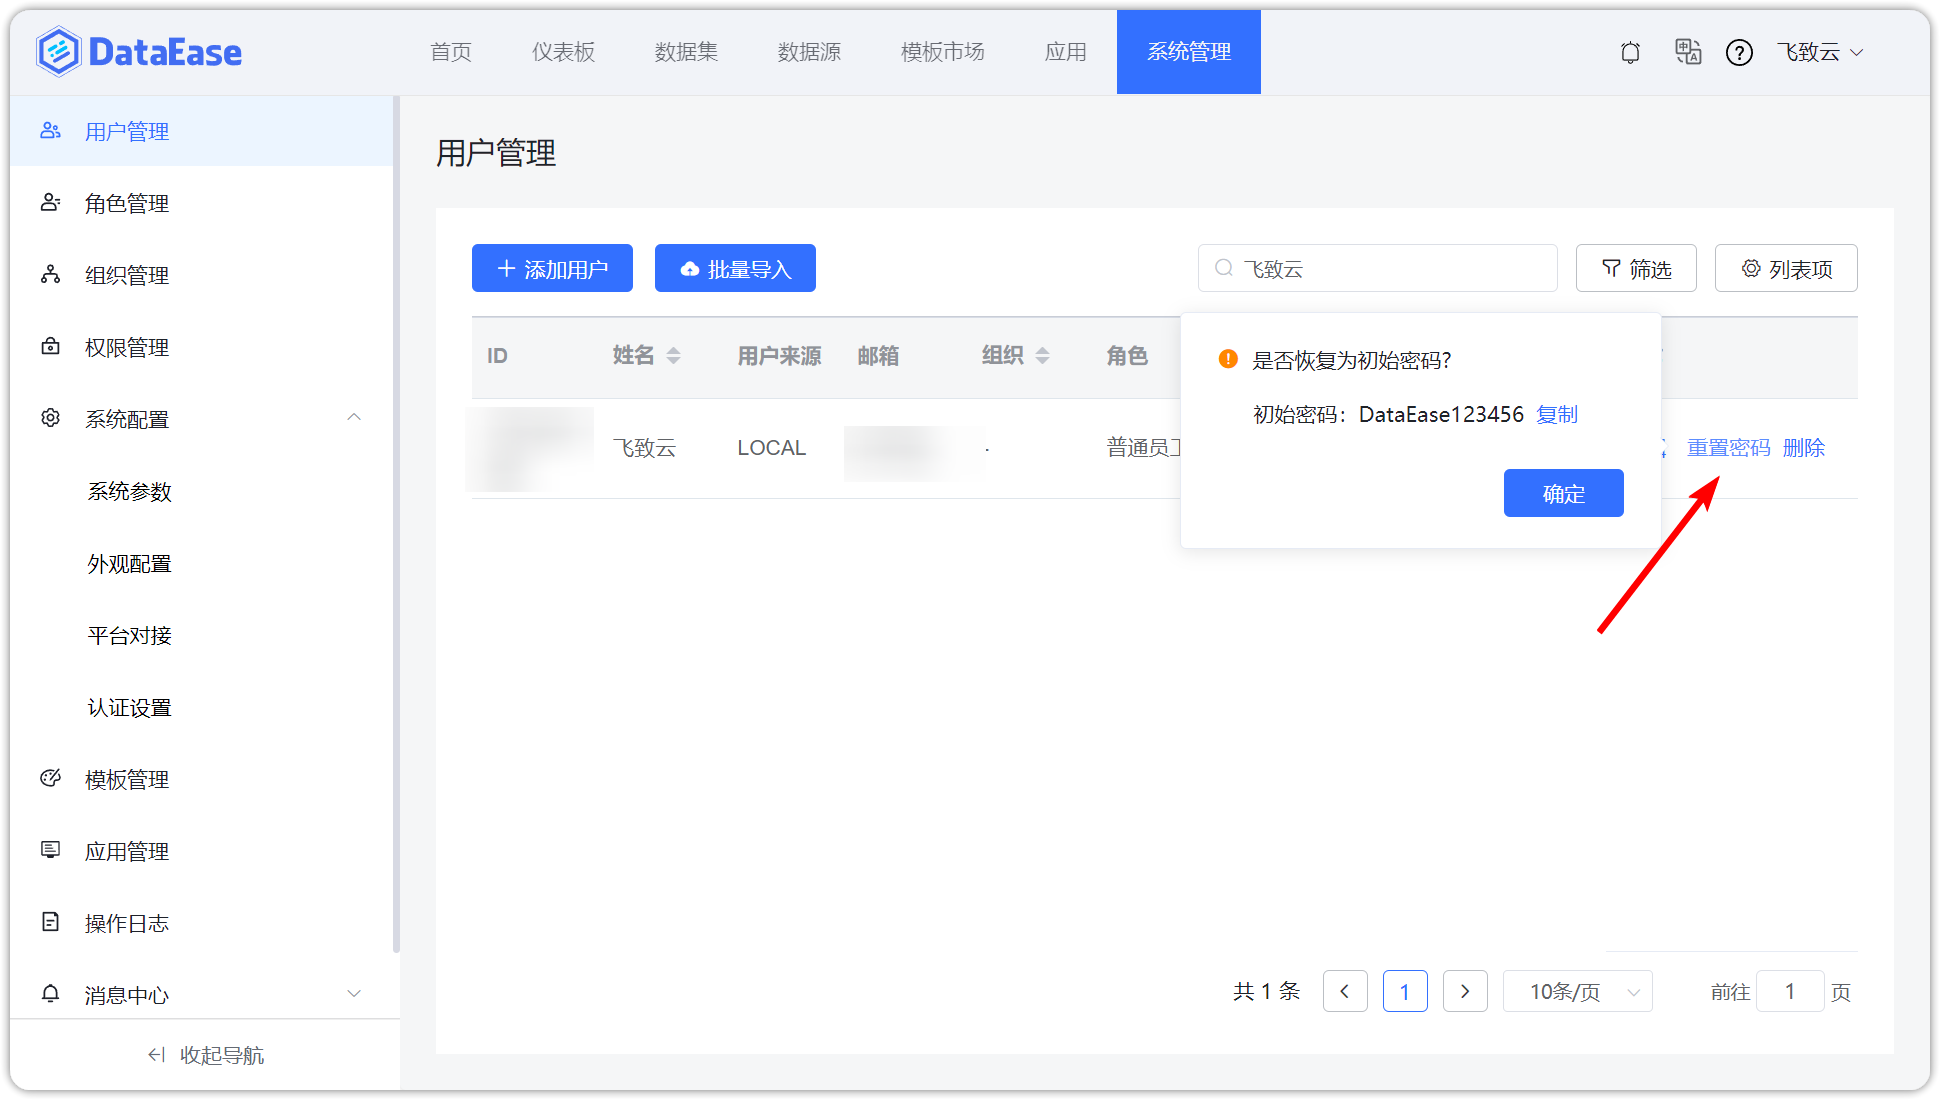 DataEase
首页 仪表板 数据集 数据源 模板市场 应用 系统管理 飞致云
用户管理
角色管理
组织管理
权限管理
系统配置
系统参数
外观配置
平台对接
认证设置
模板管理
应用管理
操作日志
消息中心
收起导航
用户管理
添加用户 批量导入 飞致云 筛选 列表项
ID 姓名 用户来源 邮箱 组织 角色
飞致云 LOCAL 普通员工 重置密码 删除
是否恢复为初始密码?
初始密码：DataEase123456 复制
确定
共 1 条 1 10条/页 前往 1 页